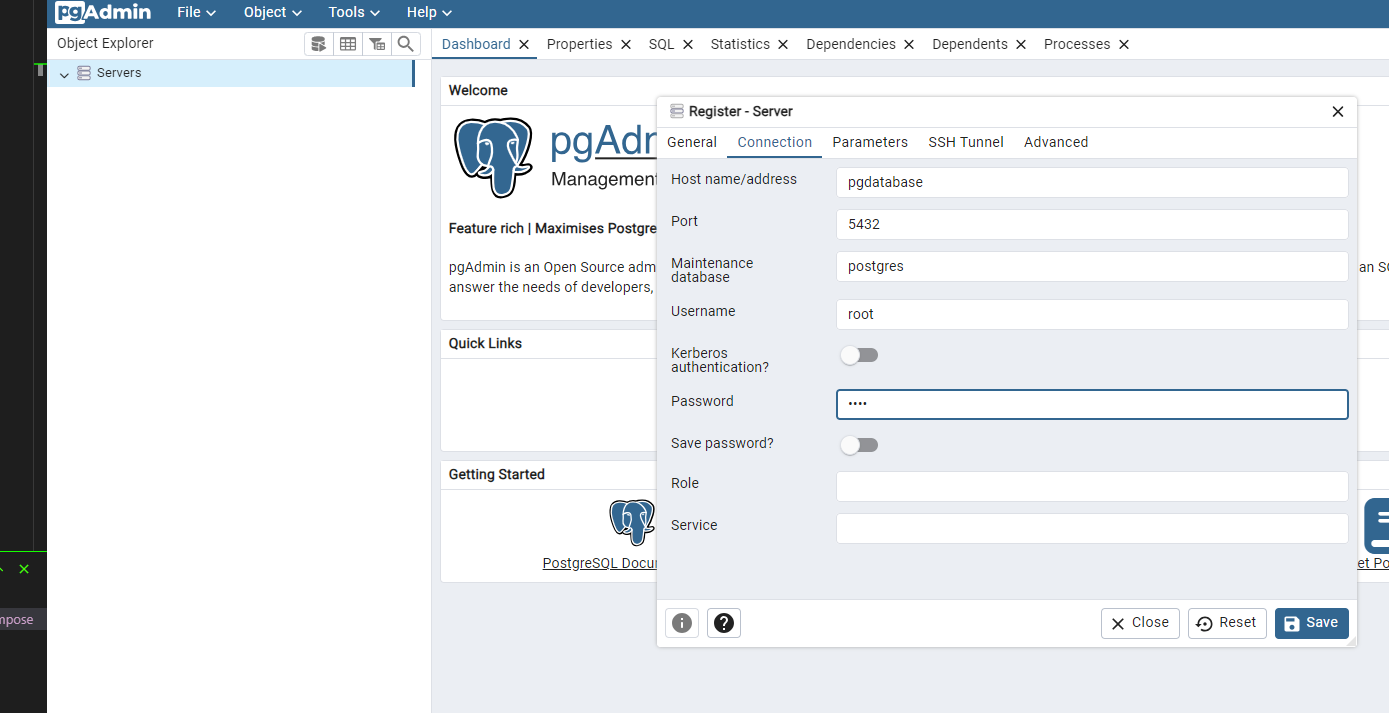 pgAdmin File Object Tools Help
Object Explorer
Servers
Dashboard Properties SQL Statistics Dependencies Dependents Processes
Welcome
pgAdm
Management
Feature rich | Maximises Postgre
pgAdmin is an Open Source adm
an SQ
answer the needs of developers,
Quick Links
Getting Started
PostgreSQL Docu
et Po
mpose
Register - Server
General Connection Parameters SSH Tunnel Advanced
Host name/address pgdatabase
Port 5432
Maintenance
database postgres
Username root
Kerberos
authentication?
Password ••••
Save password?
Role
Service
i ? Close Reset Save